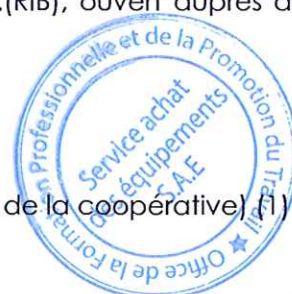 .(RIB), ouvert auprès d
Office de la Formation Professionnelle et de la Promotion du Travail
Service achat
des équipements
S.A.E
de la coopérative) (1)